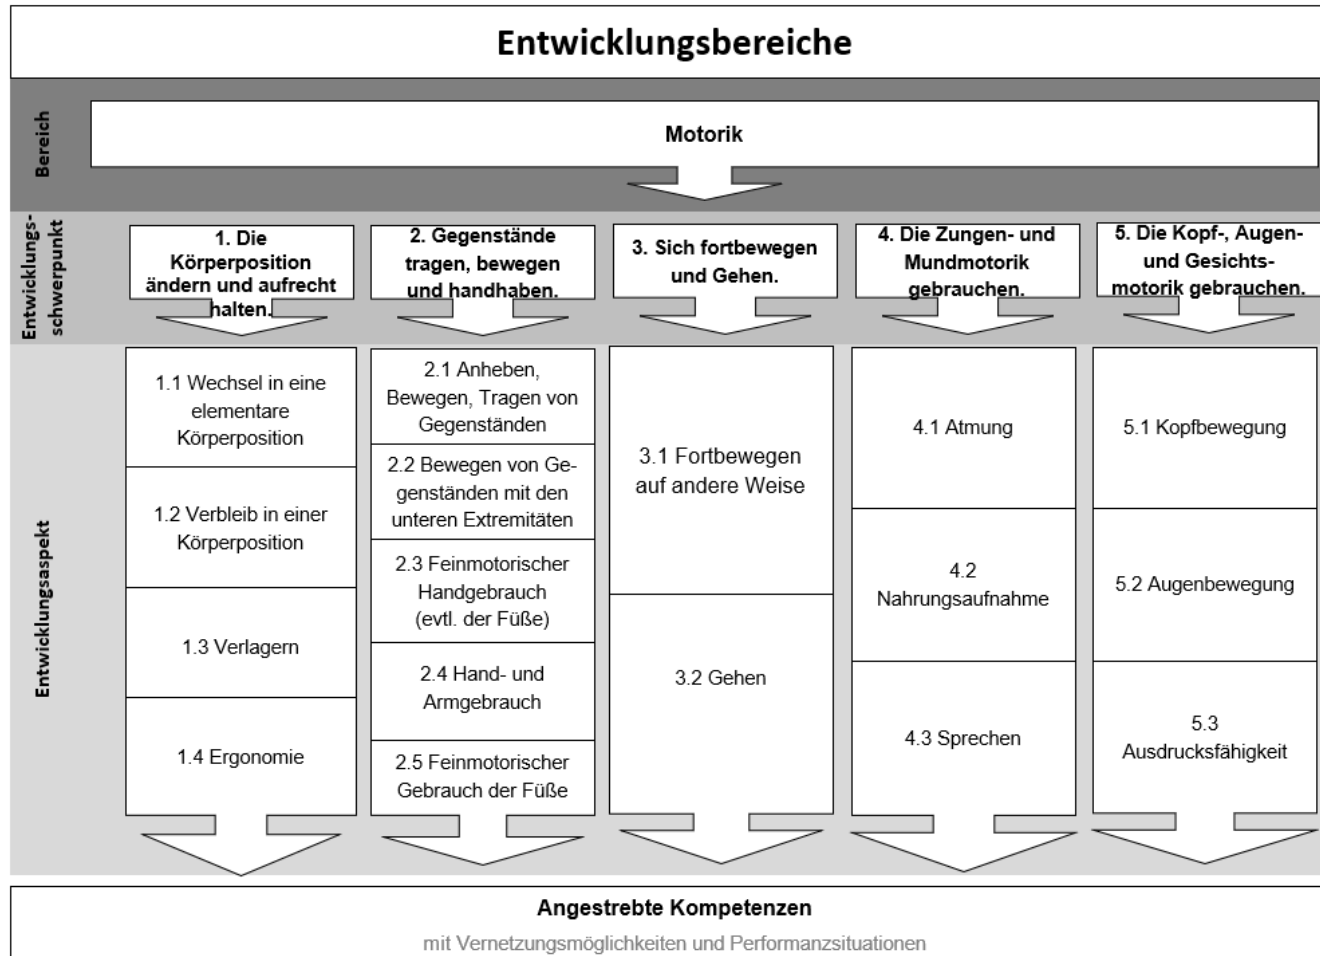 Entwicklungsbereiche
Bereich
Motorik
Entwicklungs-
schwerpunkt
1. Die
Körperposition
ändern und aufrecht
halten.
2. Gegenstände
tragen, bewegen
und handhaben.
3. Sich fortbewegen
und Gehen.
4. Die Zungen- und
Mundmotorik
gebrauchen.
5. Die Kopf-, Augen-
und Gesichts-
motorik gebrauchen.
Entwicklungsaspekt
1.1 Wechsel in eine
elementare
Körperposition
1.2 Verbleib in einer
Körperposition
1.3 Verlagern
1.4 Ergonomie
2.1 Anheben,
Bewegen, Tragen von
Gegenständen
2.2 Bewegen von Ge-
genständen mit den
unteren Extremitäten
2.3 Feinmotorischer
Handgebrauch
(evtl. der Füße)
2.4 Hand- und
Armgebrauch
2.5 Feinmotorischer
Gebrauch der Füße
3.1 Fortbewegen
auf andere Weise
3.2 Gehen
4.1 Atmung
4.2
Nahrungsaufnahme
4.3 Sprechen
5.1 Kopfbewegung
5.2 Augenbewegung
5.3
Ausdrucksfähigkeit
Angestrebte Kompetenzen
mit Vernetzungsmöglichkeiten und Performanzsituationen